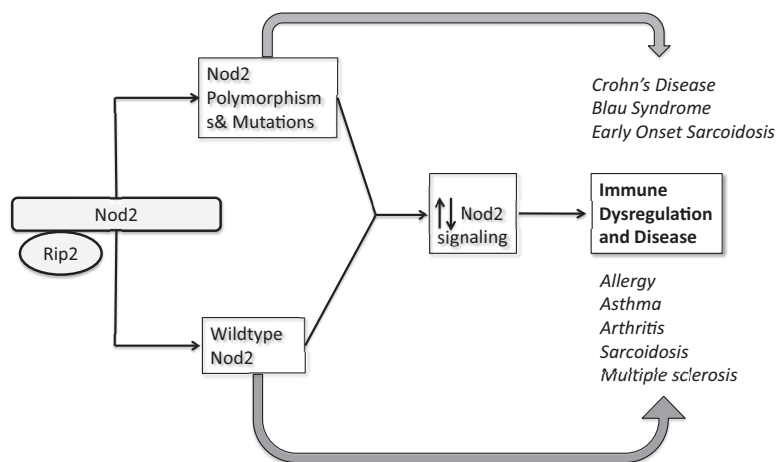 Nod2
Polymorphism
s& Mutations
Crohn's Disease
Blau Syndrome
Early Onset Sarcoidosis
Nod2
Rip2
Nod2
signaling
Immune
Dysregulation
and Disease
Wildtype
Nod2
Allergy
Asthma
Arthritis
Sarcoidosis
Multiple sclerosis